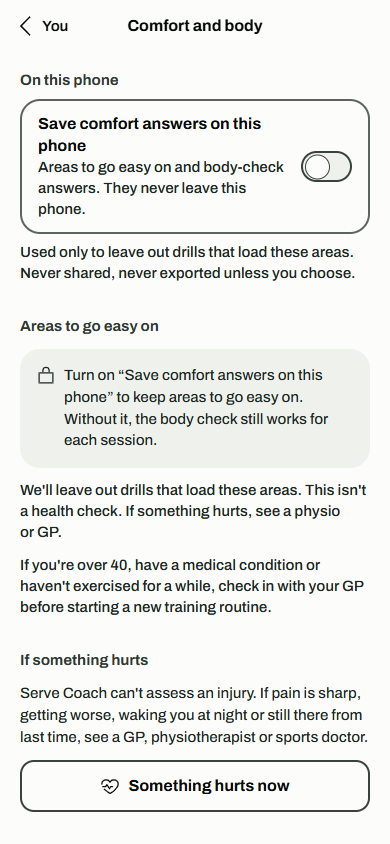 You
Comfort and body
On this phone
Save comfort answers on this
phone
Areas to go easy on and body-check
answers. They never leave this
phone.
Used only to leave out drills that load these areas.
Never shared, never exported unless you choose.
Areas to go easy on
Turn on “Save comfort answers on this
phone” to keep areas to go easy on.
Without it, the body check still works for
each session.
We'll leave out drills that load these areas. This isn't
a health check. If something hurts, see a physio
or GP.
If you're over 40, have a medical condition or
haven't exercised for a while, check in with your GP
before starting a new training routine.
If something hurts
Serve Coach can't assess an injury. If pain is sharp,
getting worse, waking you at night or still there from
last time, see a GP, physiotherapist or sports doctor.
Something hurts now